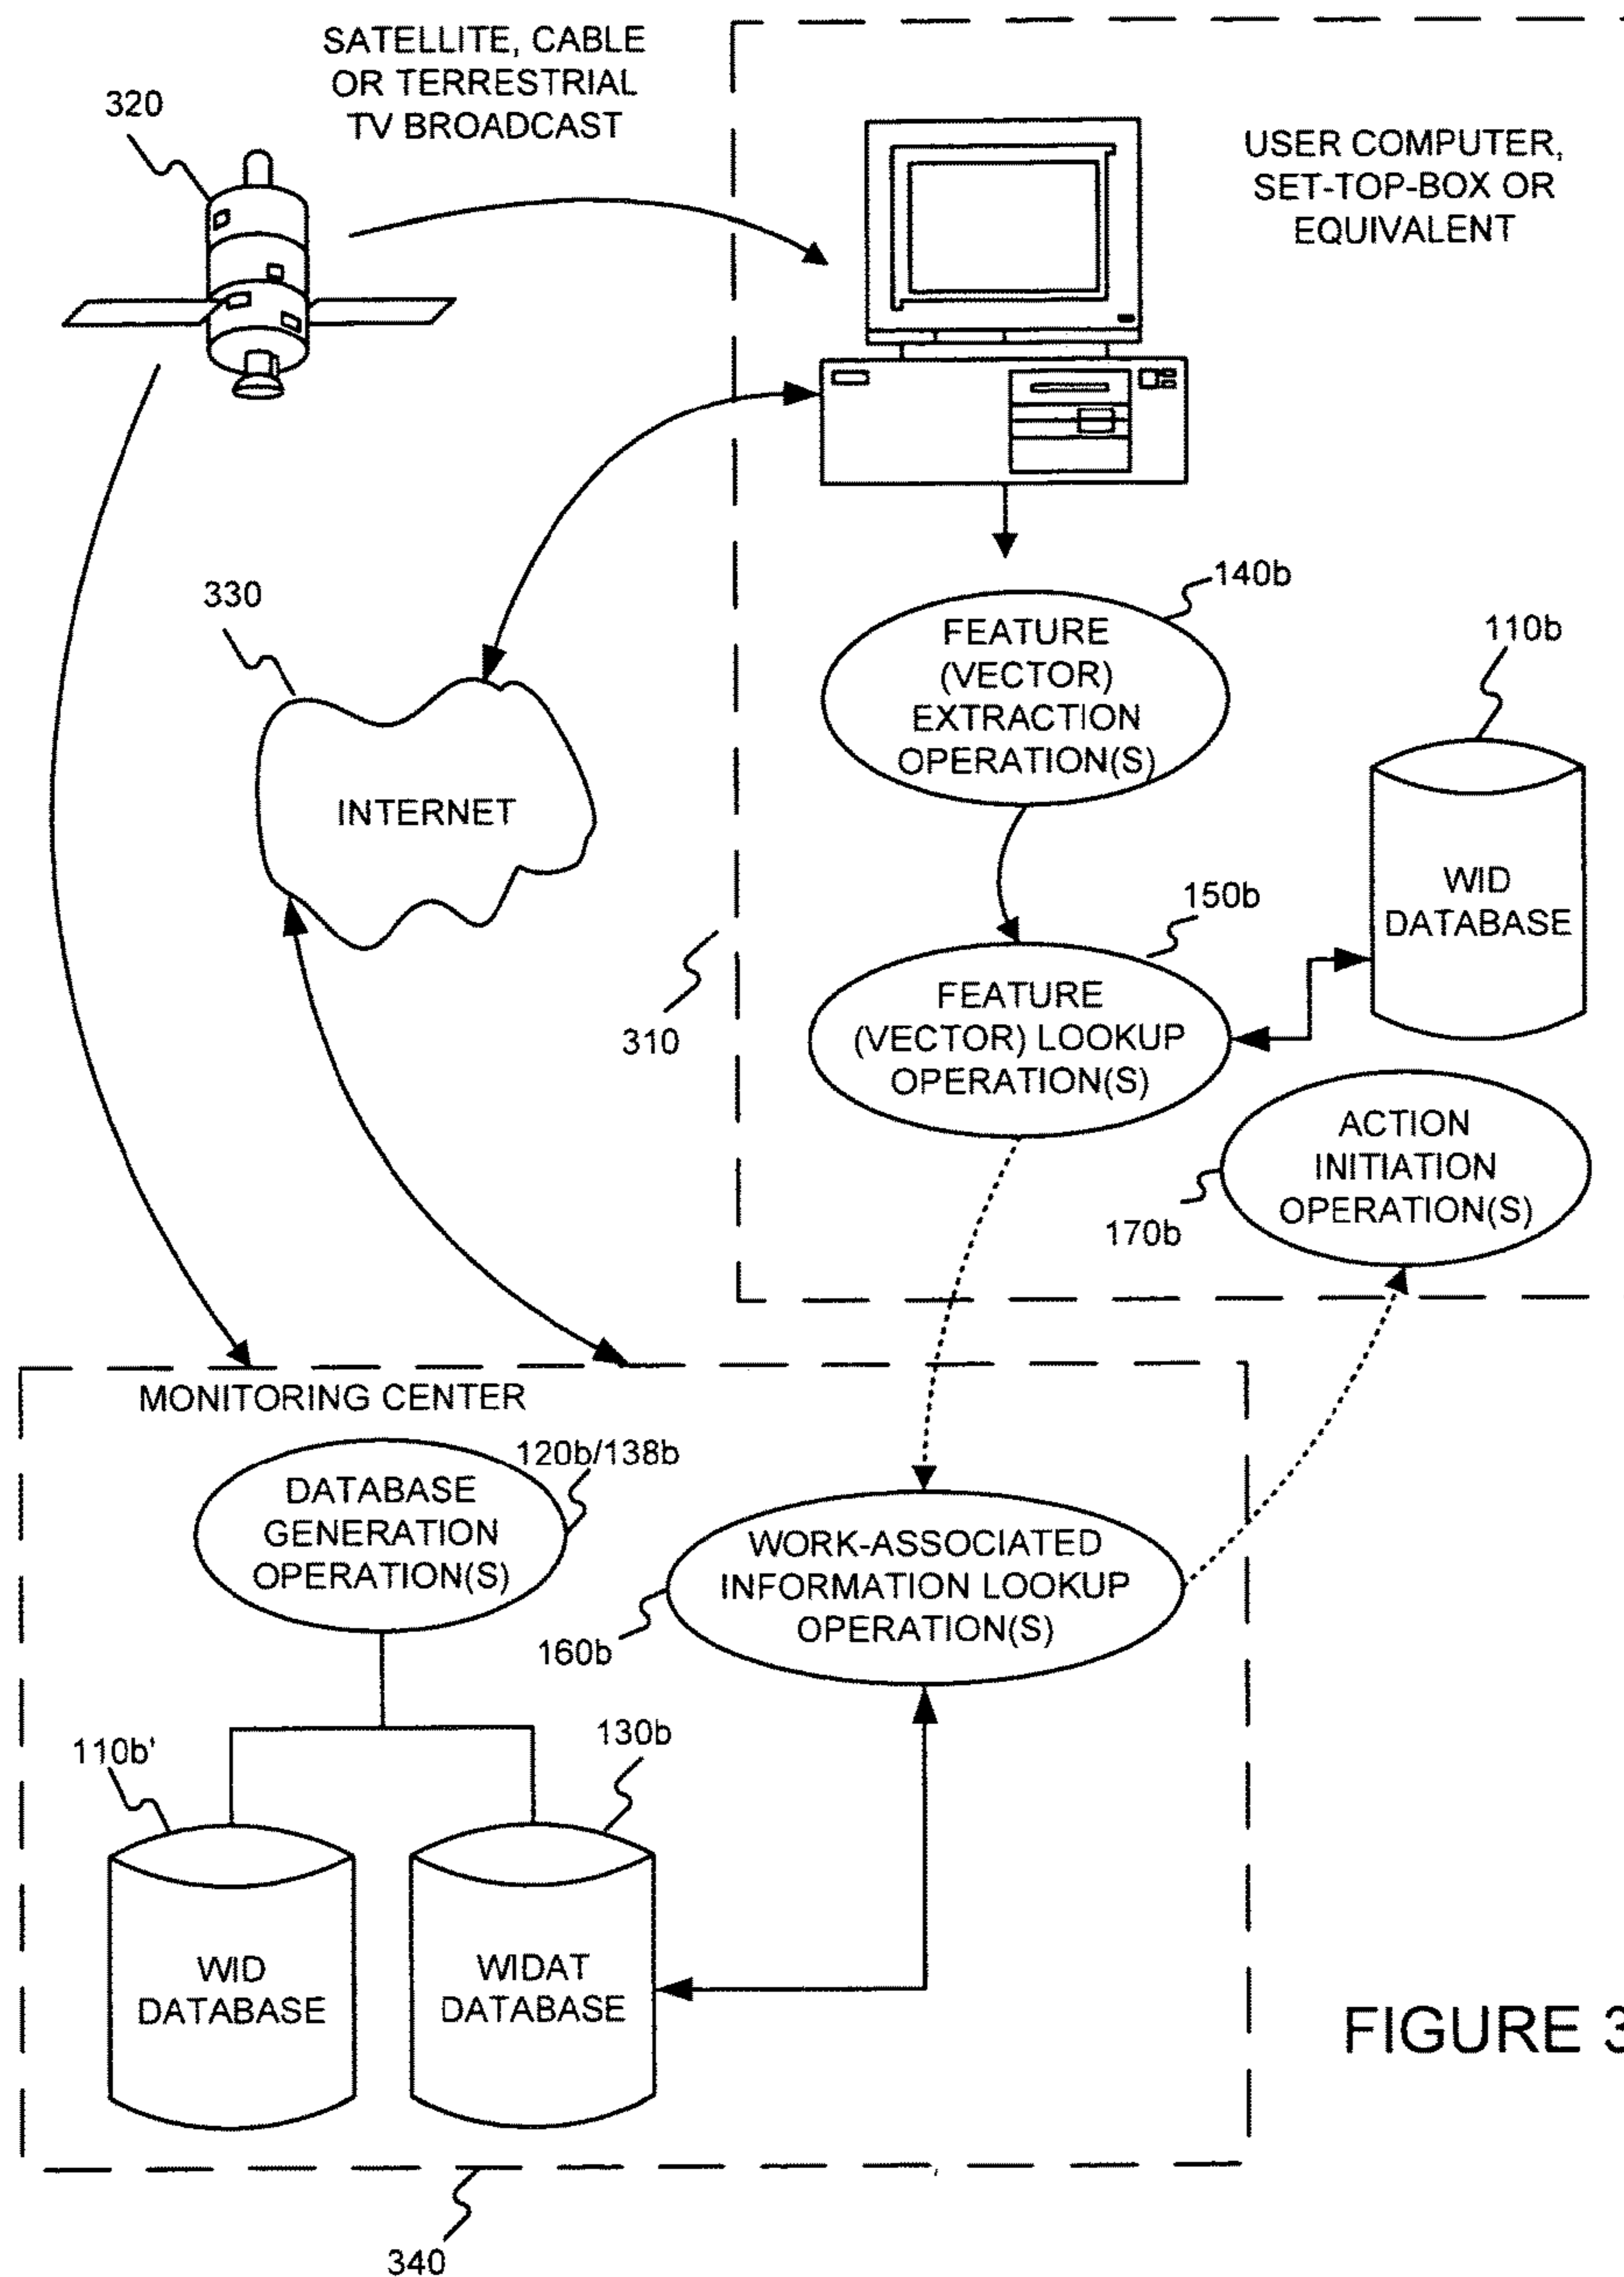 SATELLITE, CABLE
OR TERRESTRIAL
TV BROADCAST
320
USER COMPUTER,
SET-TOP-BOX OR
EQUIVALENT
330
INTERNET
140b
FEATURE
(VECTOR)
EXTRACTION
OPERATION(S)
110b
WID
DATABASE
150b
FEATURE
(VECTOR) LOOKUP
OPERATION(S)
310
ACTION
INITIATION
OPERATION(S)
170b
MONITORING CENTER
120b/138b
DATABASE
GENERATION
OPERATION(S)
WORK-ASSOCIATED
INFORMATION LOOKUP
OPERATION(S)
160b
110b'
130b
WID
DATABASE
WIDAT
DATABASE
FIGURE 3
340